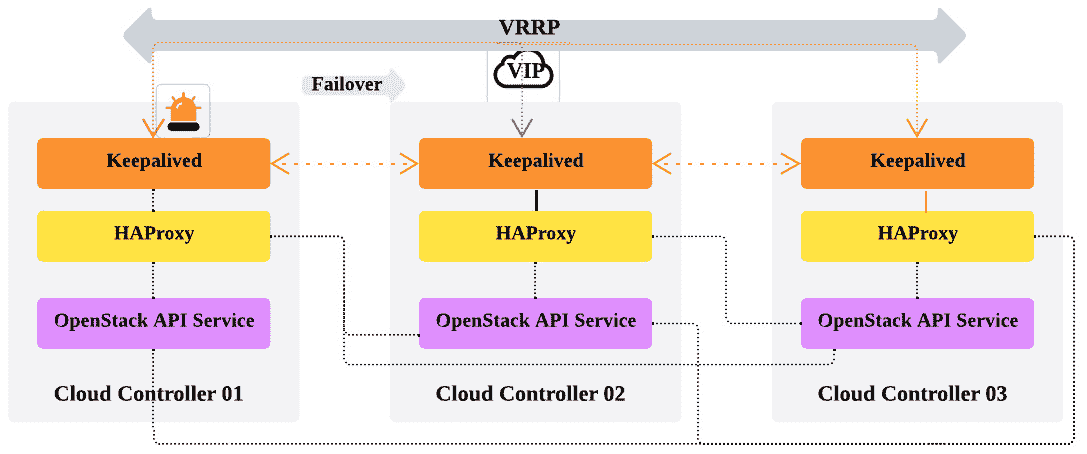 VRRP
VIP
Failover
Keepalived
Keepalived
Keepalived
HAProxy
HAProxy
HAProxy
OpenStack API Service
OpenStack API Service
OpenStack API Service
Cloud Controller 01
Cloud Controller 02
Cloud Controller 03